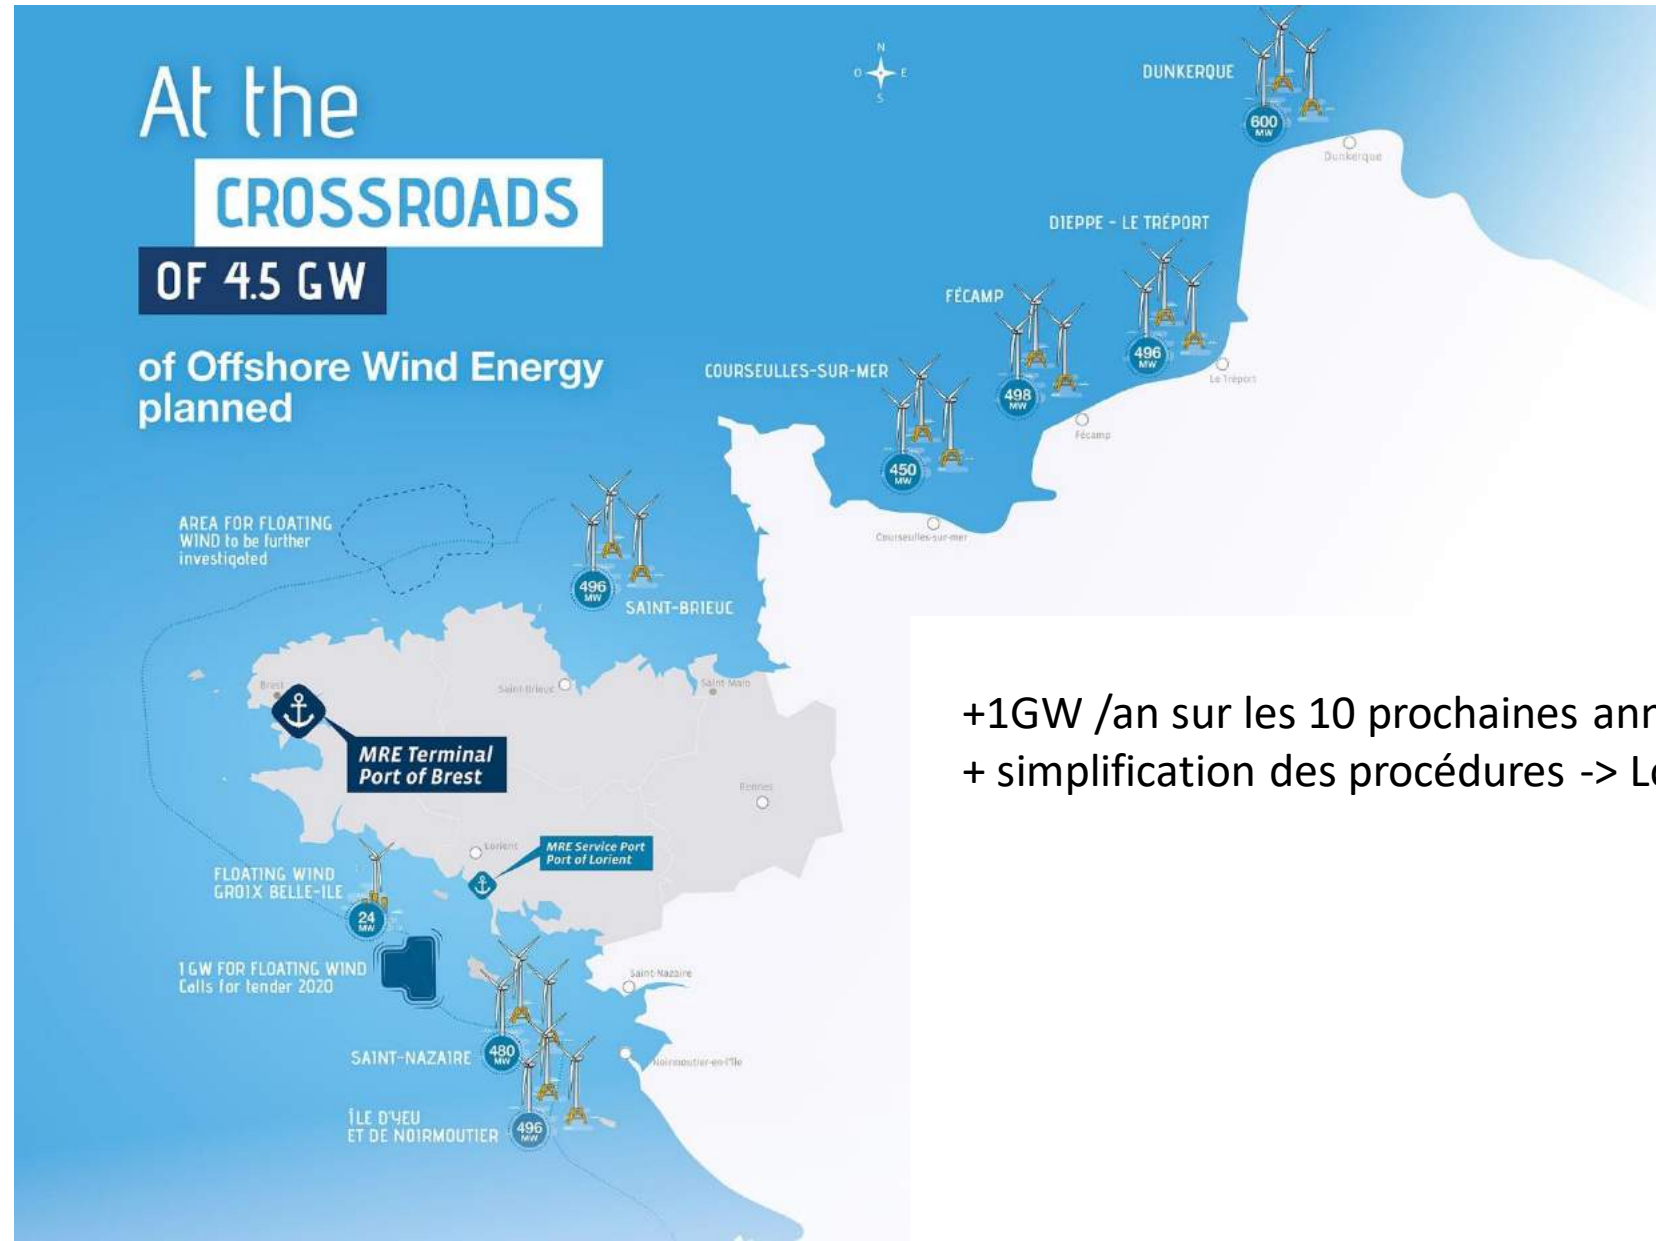 At the
CROSSROADS
OF 4.5 GW
of Offshore Wind Energy
planned
N
O E
S
DUNKERQUE
600
MW
Dunkerque
DIEPPE - LE TRÉPORT
496
MW
Le Tréport
FÉCAMP
498
MW
Fécamp
COURSEULLES-SUR-MER
450
MW
Courseulles-sur-mer
AREA FOR FLOATING
WIND to be further
investigated
496
MW
SAINT-BRIEUC
Brest
Saint-Brieuc
Saint-Malo
MRE Terminal
Port of Brest
Rennes
Lorient
MRE Service Port
Port of Lorient
+1GW /an sur les 10 prochaines
+ simplification des procédures ->
FLOATING WIND
GROIX BELLE-ILE
24
MW
1 GW FOR FLOATING WIND
Calls for tender 2020
Saint-Nazaire
SAINT-NAZAIRE
480
MW
Noirmoutier-en-l'Île
ÎLE D'YEU
ET DE NOIRMOUTIER
496
MW